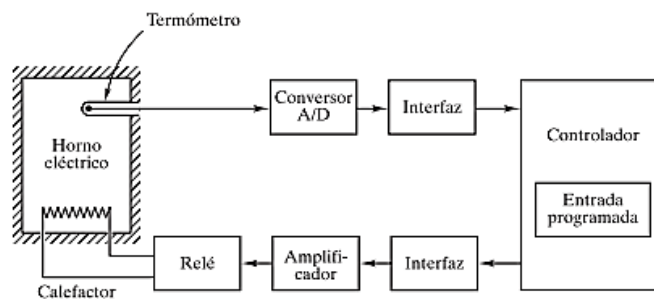 Termómetro
Conversor
A/D
Interfaz
Controlador
Horno
eléctrico
Entrada
programada
Relé
Amplifi-
cador
Interfaz
Calefactor